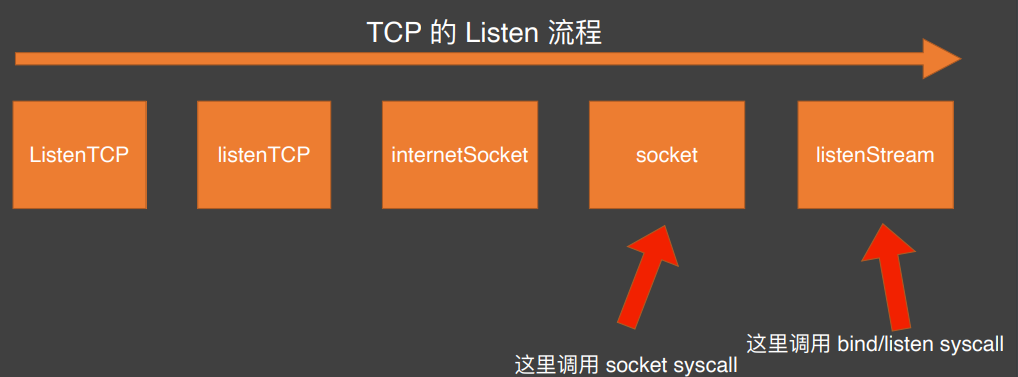 TCP 的 Listen 流程
ListenTCP
listenTCP
internetSocket
socket
listenStream
这里调用 socket syscall
这里调用 bind/listen syscall